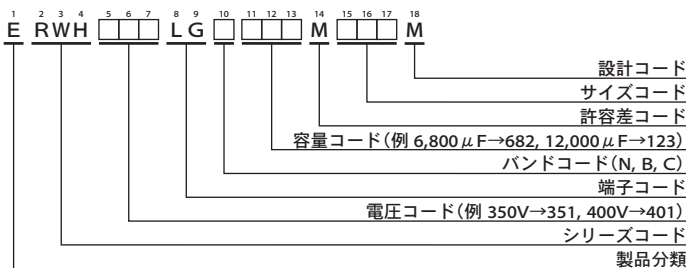 1 2 3 4 5 6 7 8 9 10 11 12 13 14 15 16 17 18
E RWH □□□ LG □ □□□ M □□□ M
設計コード
サイズコード
許容差コード
容量コード(例 6,800μF→682, 12,000μF→123)
バンドコード(N, B, C)
端子コード
電圧コード(例 350V→351, 400V→401)
シリーズコード
製品分類